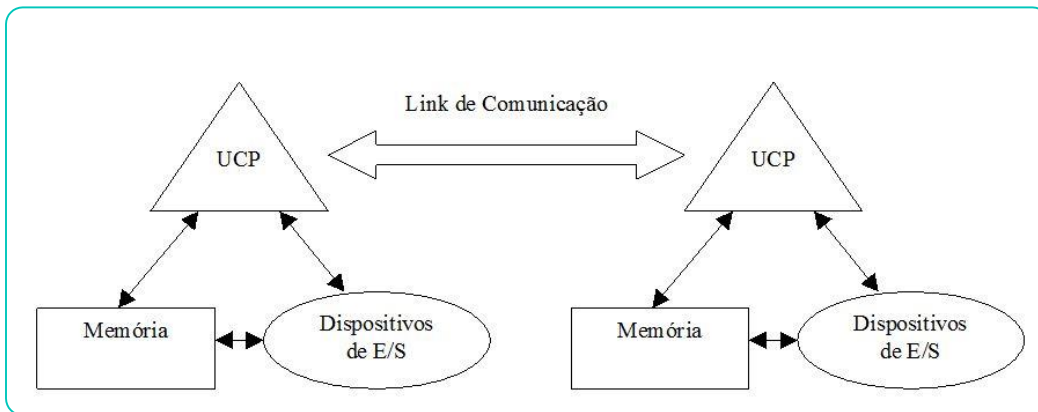 Link de Comunicação
UCP
UCP
Memória
Dispositivos
de E/S
Memória
Dispositivos
de E/S